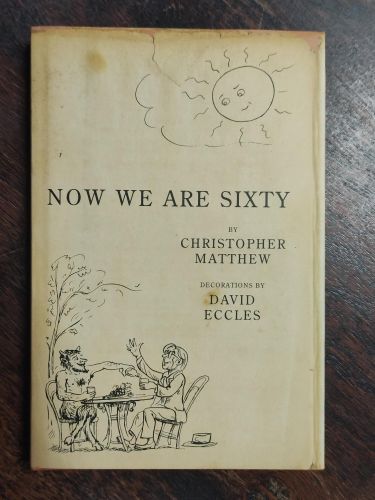 NOW WE ARE SIXTY
BY
CHRISTOPHER
MATTHEW
DECORATIONS BY
DAVID
ECCLES